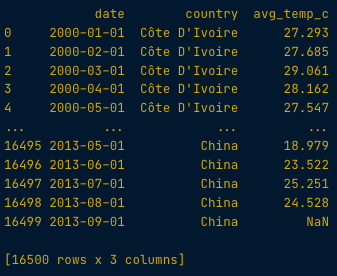 date country avg_temp_c
0 2000-01-01 Côte D'Ivoire 27.293
1 2000-02-01 Côte D'Ivoire 27.685
2 2000-03-01 Côte D'Ivoire 29.061
3 2000-04-01 Côte D'Ivoire 28.162
4 2000-05-01 Côte D'Ivoire 27.547
... ... ... ...
16495 2013-05-01 China 18.979
16496 2013-06-01 China 23.522
16497 2013-07-01 China 25.251
16498 2013-08-01 China 24.528
16499 2013-09-01 China NaN
[16500 rows x 3 columns]